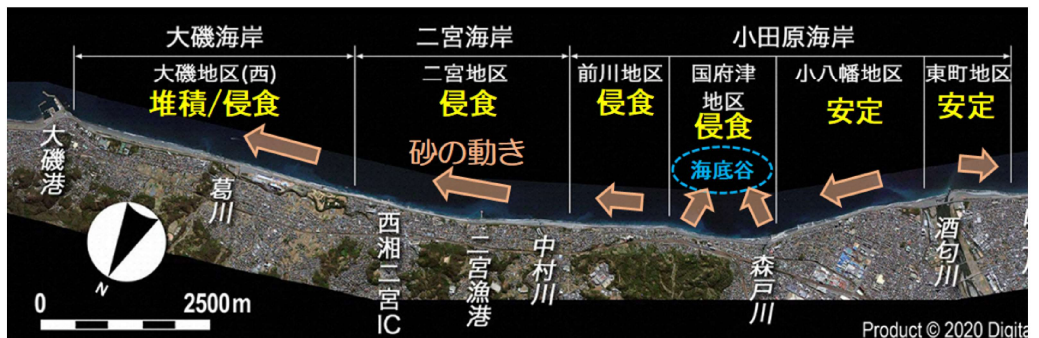 大磯海岸
二宮海岸
小田原海岸
大磯地区(西)
堆積/侵食
二宮地区
侵食
前川地区
侵食
国府津
地区
侵食
小八幡地区
安定
東町地区
安定
砂の動き
海底谷
大磯港
葛川
西湘二宮IC
二宮漁港
中村川
森戸川
酒匂川
N
0 2500m
Product © 2020 Digita